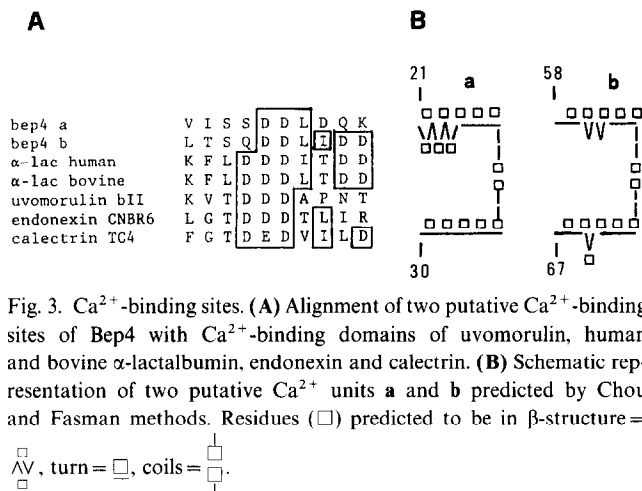 A
B
bep4 a V I S S D D L D Q K
bep4 b L T S Q D D L I D D
α-lac human K F L D D D I T D D
α-lac bovine K F L D D D L T D D
uvomorulin bII K V T D D D A P N T
endonexin CNBR6 L G T D D D T L I R
calectrin TC4 F G T D E D V I L D
21
a
30
58
b
67
Fig. 3. Ca²⁺-binding sites. (A) Alignment of two putative Ca²⁺-binding
sites of Bep4 with Ca²⁺-binding domains of uvomorulin, human
and bovine α-lactalbumin, endonexin and calectrin. (B) Schematic rep-
resentation of two putative Ca²⁺ units a and b predicted by Chou
and Fasman methods. Residues (□) predicted to be in β-structure=
, turn= □, coils= □.